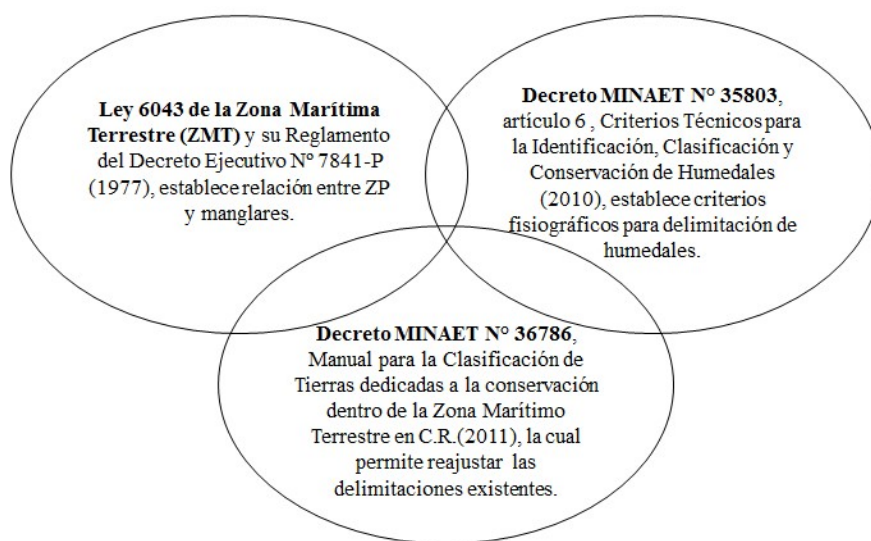 Ley 6043 de la Zona Marítima
Terrestre (ZMT) y su Reglamento
del Decreto Ejecutivo Nº 7841-P
(1977), establece relación entre ZP
y manglares.
Decreto MINAET N° 35803,
artículo 6 , Criterios Técnicos para
la Identificación, Clasificación y
Conservación de Humedales
(2010), establece criterios
fisiográficos para delimitación de
humedales.
Decreto MINAET N° 36786,
Manual para la Clasificación de
Tierras dedicadas a la conservación
dentro de la Zona Marítimo
Terrestre en C.R.(2011), la cual
permite reajustar las
delimitaciones existentes.